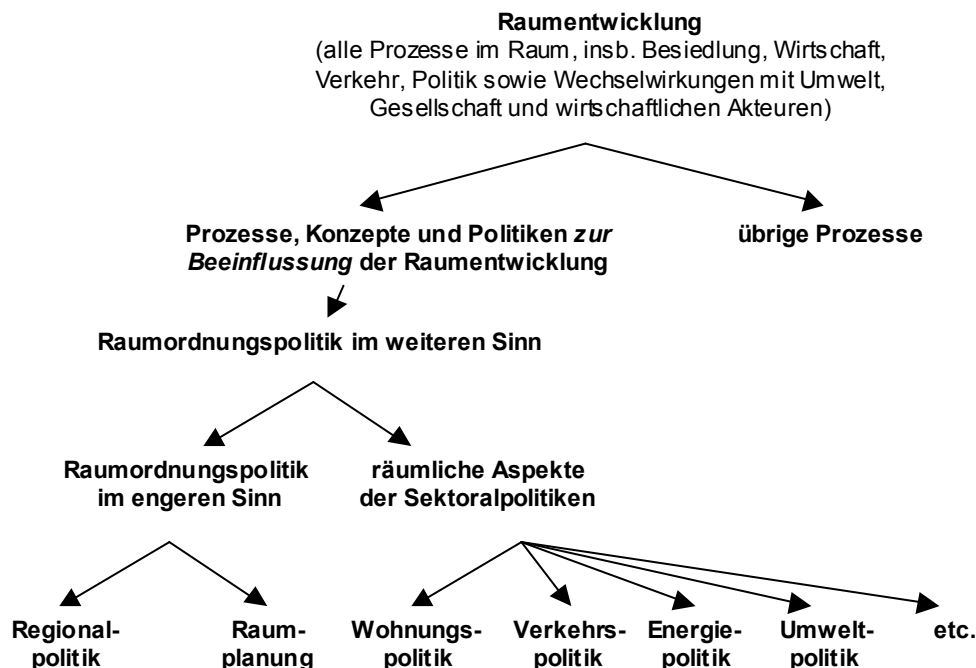 Raumentwicklung
(alle Prozesse im Raum, insb. Besiedlung, Wirtschaft,
Verkehr, Politik sowie Wechselwirkungen mit Umwelt,
Gesellschaft und wirtschaftlichen Akteuren)
Prozesse, Konzepte und Politiken zur
Beeinflussung der Raumentwicklung
übrige Prozesse
Raumordnungspolitik im weiteren Sinn
Raumordnungspolitik
im engeren Sinn
räumliche Aspekte
der Sektoralpolitiken
Regional-
politik
Raum-
planung
Wohnungs-
politik
Verkehrs-
politik
Energie-
politik
Umwelt-
politik
etc.